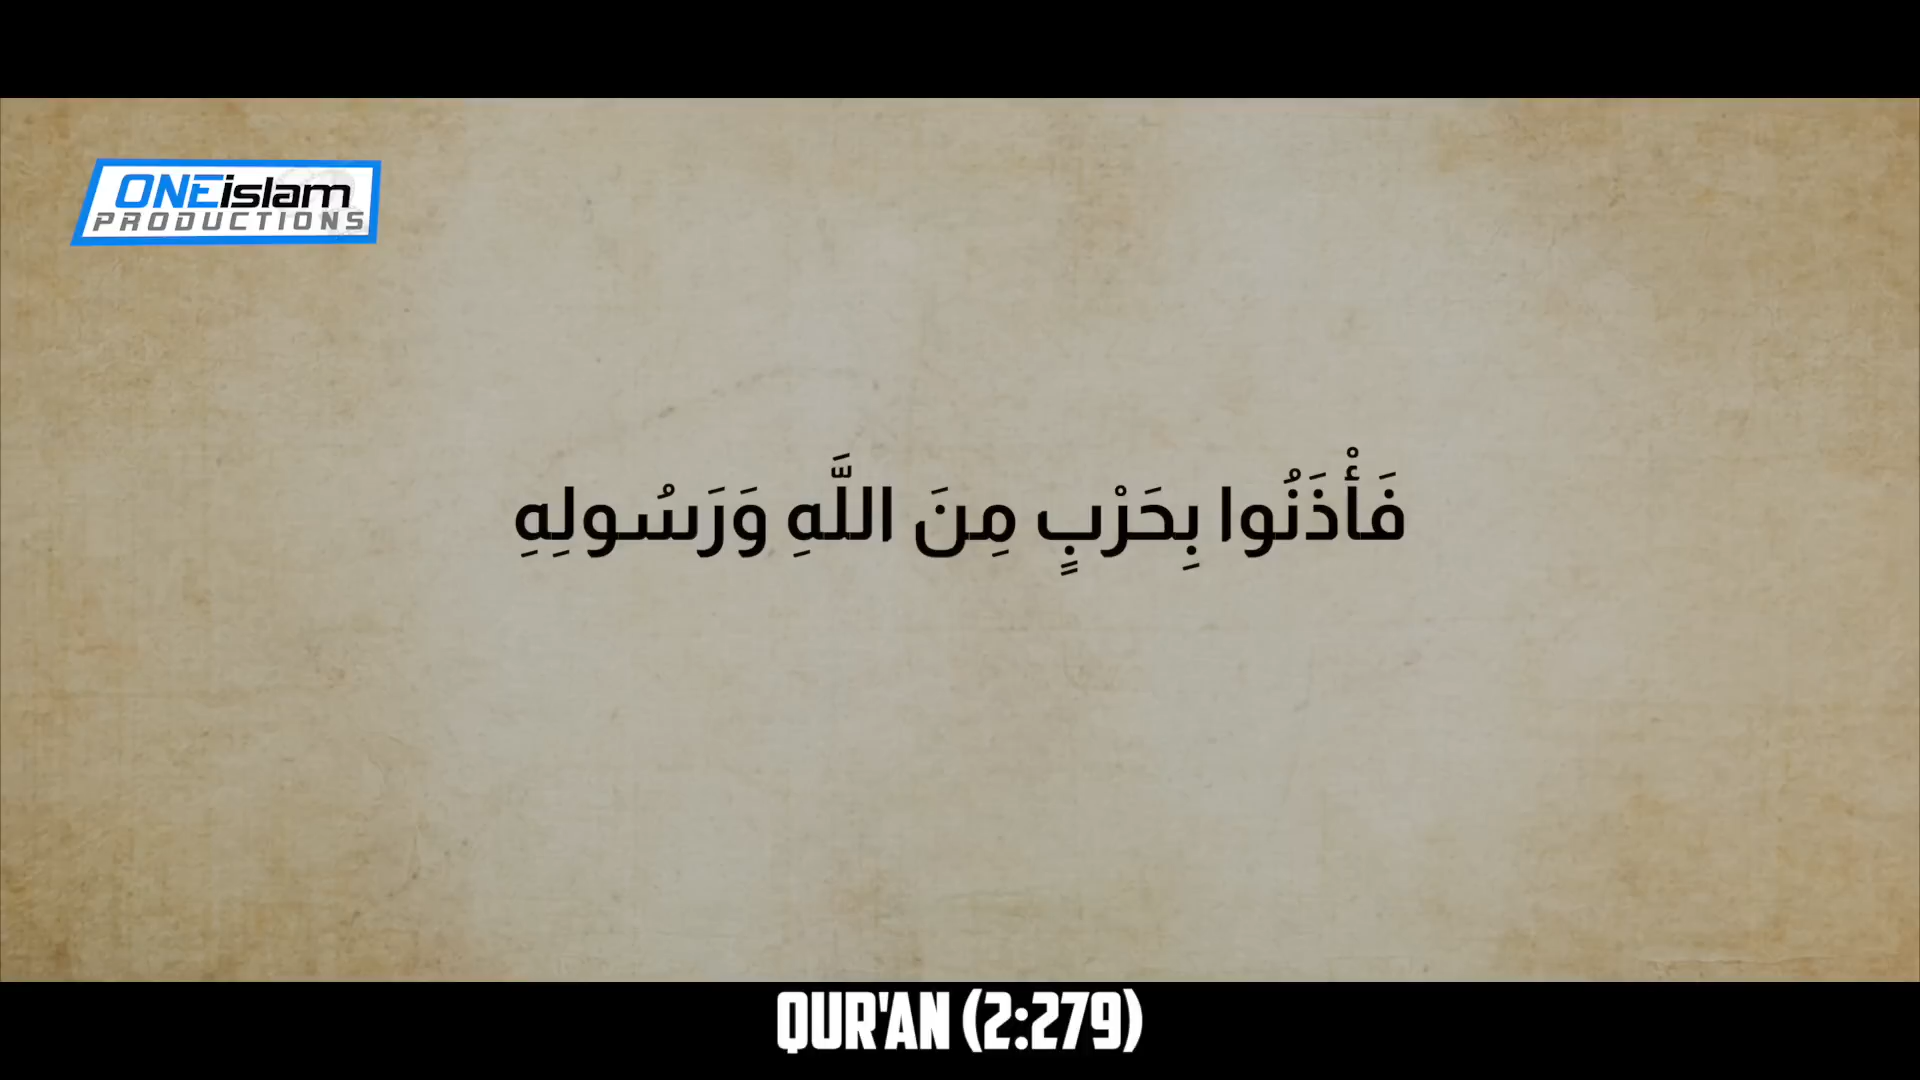 ONEislam
PRODUCTIONS
فَأْذَنُوا بِحَرْبٍ مِنَ اللَّهِ وَرَسُولِهِ
QUR'AN (2:279)